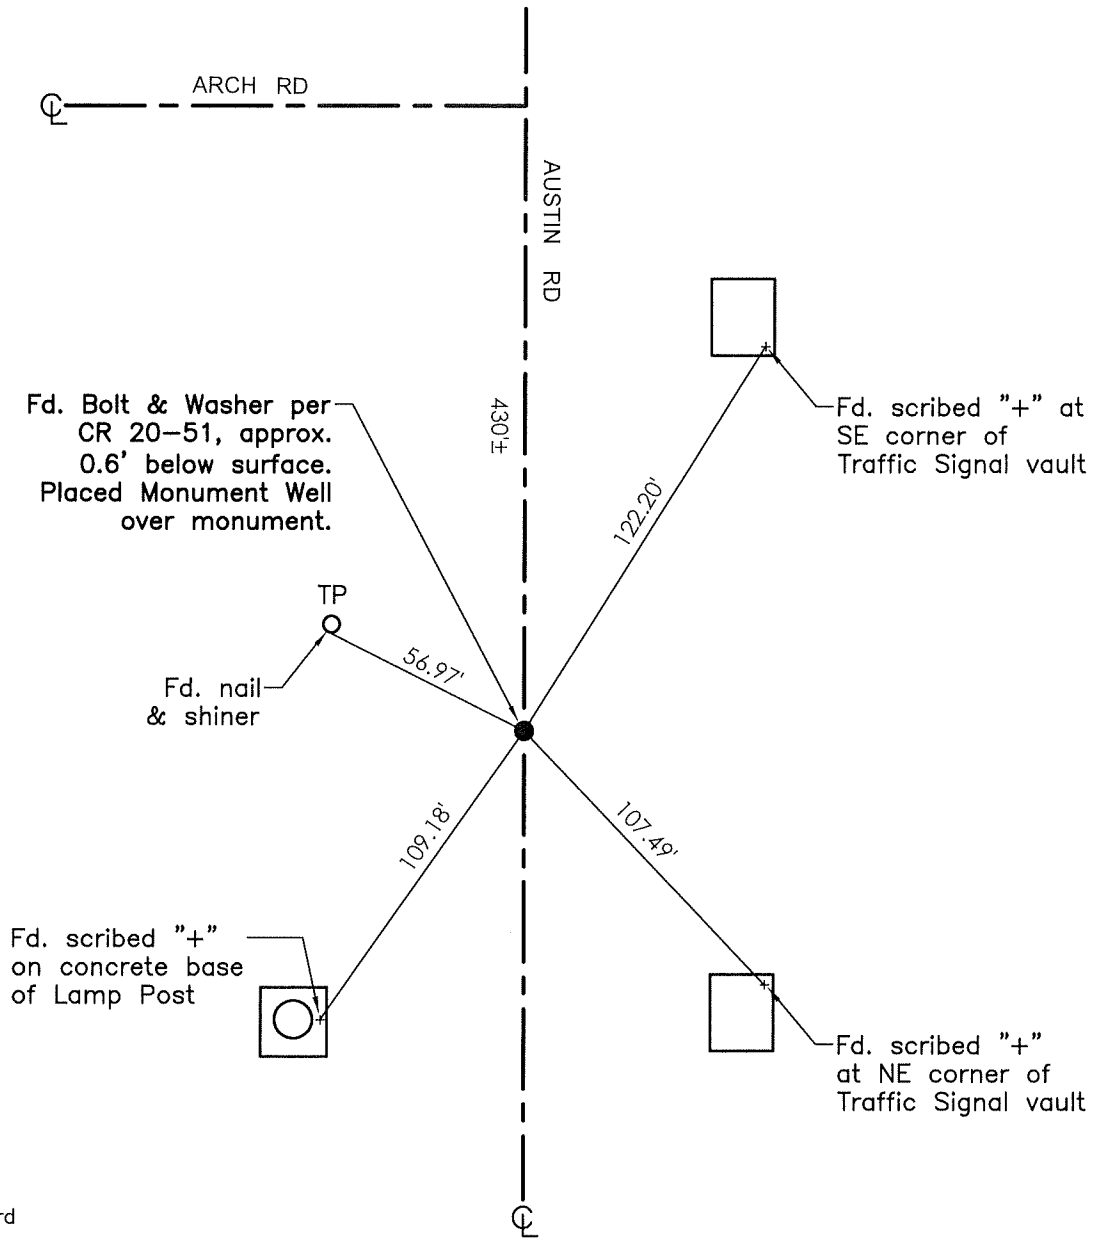 ARCH RD
℄
AUSTIN RD
430'±
Fd. Bolt & Washer per
CR 20-51, approx.
0.6' below surface.
Placed Monument Well
over monument.
Fd. scribed "+" at
SE corner of
Traffic Signal vault
122.20'
TP
56.97'
Fd. nail
& shiner
109.18'
107.49'
Fd. scribed "+"
on concrete base
of Lamp Post
Fd. scribed "+"
at NE corner of
Traffic Signal vault
rd
℄